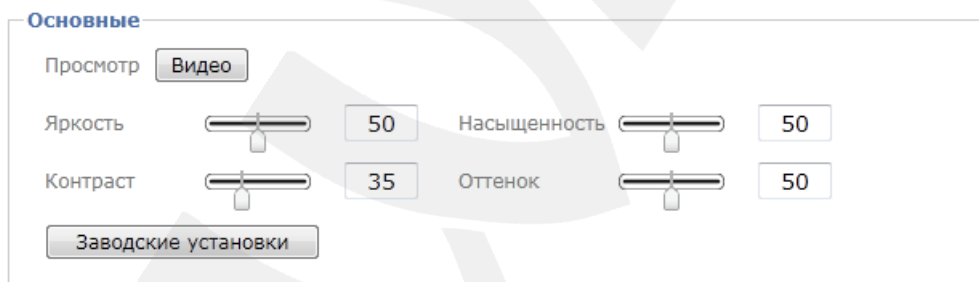 Основные
Просмотр Видео
Яркость 50 Насыщенность 50
Контраст 35 Оттенок 50
Заводские установки